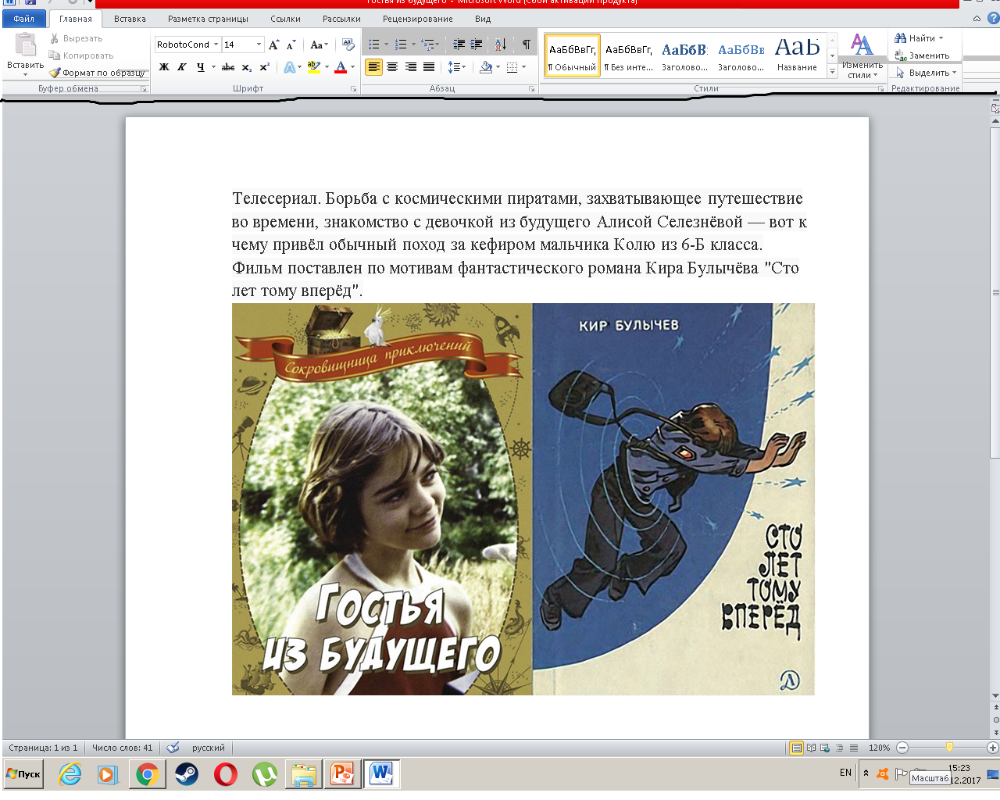 Гостья из будущего - Microsoft Word (Сбой активации продукта)
Файл Главная Вставка Разметка страницы Ссылки Рассылки Рецензирование Вид
Вставить
Вырезать
Копировать
Формат по образцу
Буфер обмена
RobotoCond 14
Ж К Ч abc x₂ x²
Шрифт
Абзац
АаБбВвГг, АаБбВвГг, АаБбВ АаБбВв АаБ
¶ Обычный ¶ Без инте... Заголово... Заголово... Название
Изменить
стили
Стили
Найти
Заменить
Выделить
Редактирование
Телесериал. Борьба с космическими пиратами, захватывающее путешествие
во времени, знакомство с девочкой из будущего Алисой Селезнёвой — вот к
чему привёл обычный поход за кефиром мальчика Колю из 6-Б класса.
Фильм поставлен по мотивам фантастического романа Кира Булычёва "Сто
лет тому вперёд".
Сокровищница приключений
Гостья
из будущего
КИР БУЛЫЧЕВ
СТО
ЛЕТ
ТОМУ
ВПЕРЁД
Страница: 1 из 1 Число слов: 41 русский 120%
Пуск
EN
15:23
12.2017
Масштаб